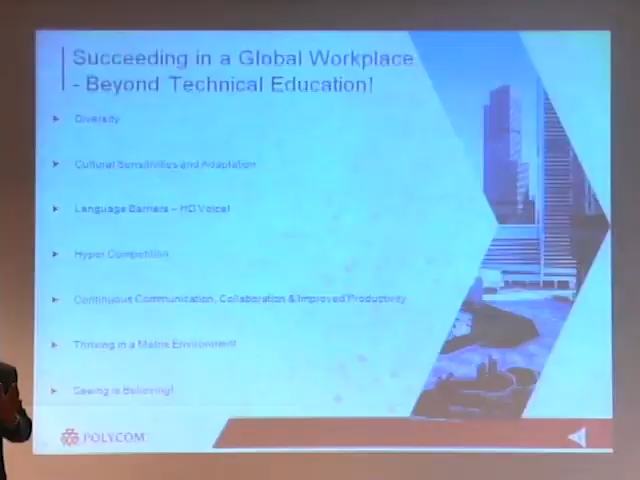 Succeeding in a Global Workplace
- Beyond Technical Education!
Diversity
Cultural Sensitivities and Adaptation
Language Barriers – HD Voice!
Hyper Competition
Continuous Communication, Collaboration & Improved Productivity
Thriving in a Matrix Environment
Seeing is Believing!
POLYCOM